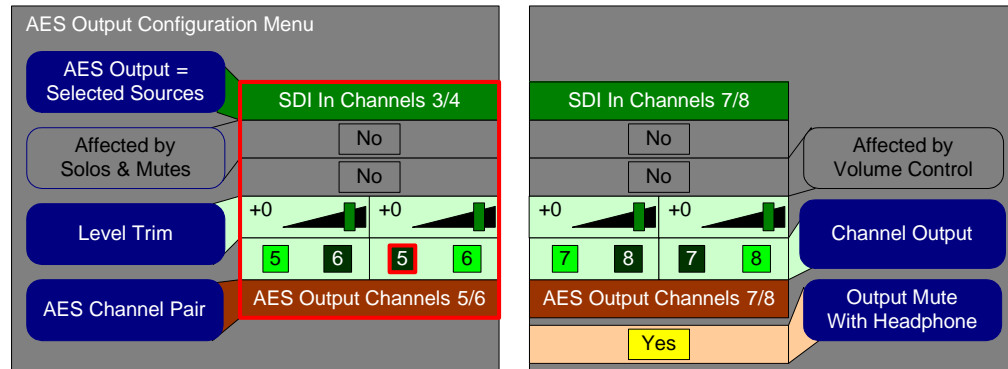 AES Output Configuration Menu
AES Output =
Selected Sources
SDI In Channels 3/4
SDI In Channels 7/8
Affected by
Solos & Mutes
No
No
No
No
Affected by
Volume Control
Level Trim
+0
+0
+0
+0
5
6
5
6
7
8
7
8
Channel Output
AES Channel Pair
AES Output Channels 5/6
AES Output Channels 7/8
Output Mute
With Headphone
Yes